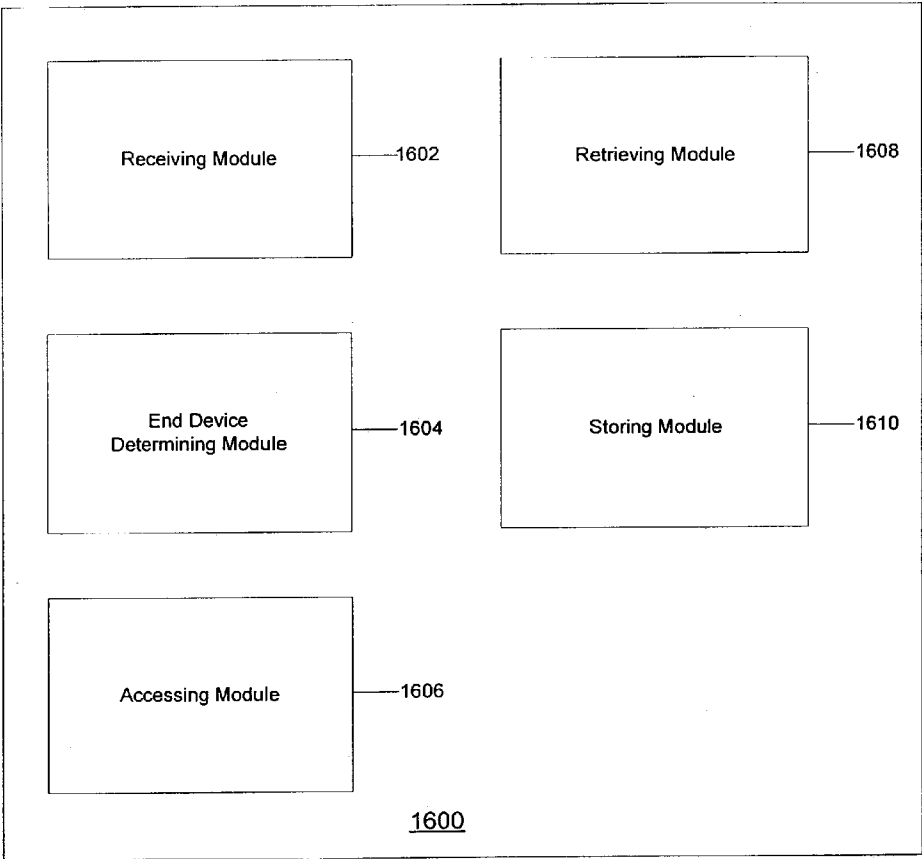 Receiving Module
1602
Retrieving Module
1608
End Device
Determining Module
1604
Storing Module
1610
Accessing Module
1606
1600